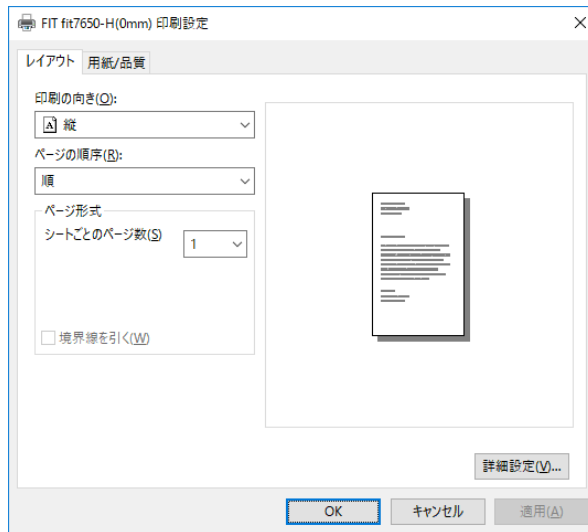 FIT fit7650-H(0mm) 印刷設定
レイアウト 用紙/品質
印刷の向き(O):
縦
ページの順序(R):
順
ページ形式
シートごとのページ数(S) 1
境界線を引く(W)
詳細設定(V)...
OK キャンセル 適用(A)